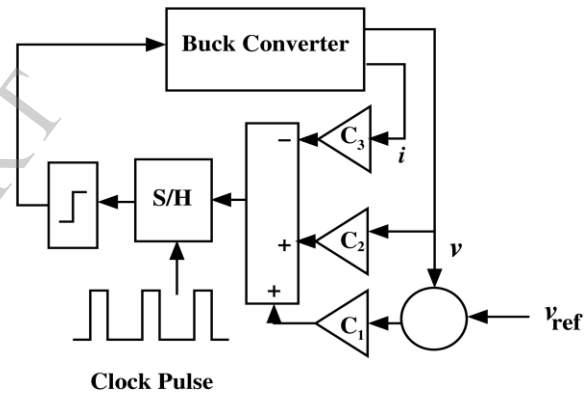 Buck Converter
−
C3
i
S/H
+
C2
v
+
C1
vref
Clock Pulse